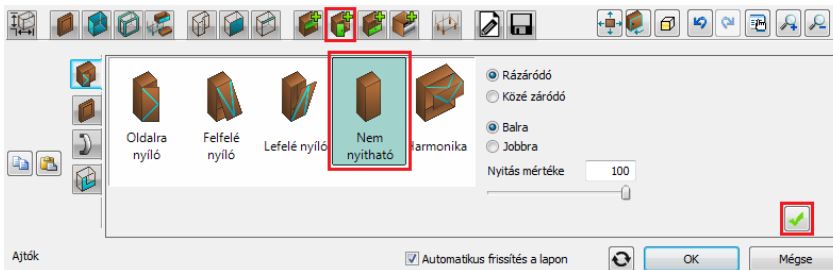 Oldalra
nyíló
Felfelé
nyíló
Lefelé nyíló
Nem
nyitható
Harmonika
Rázáródó
Közé záródó
Balra
Jobbra
Nyitás mértéke 100
Ajtók
Automatikus frissítés a lapon
OK
Mégse